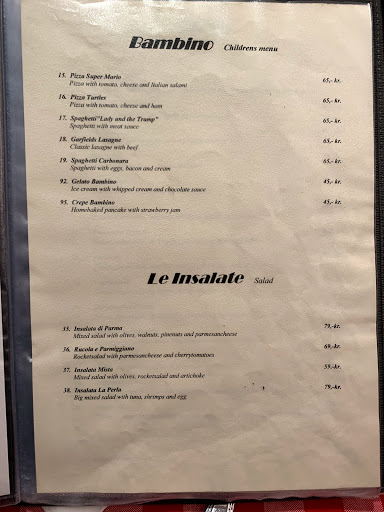 Bambino Childrens menu
15. Pizza Super Mario 65,- kr.
Pizza with tomato, cheese and Italian salami
16. Pizza Turtles 65,- kr.
Pizza with tomato, cheese and ham
17. Spaghetti"Lady and the Tramp" 65,- kr.
Spaghetti with meat sauce
18. Garfields Lasagne 65,- kr.
Classic lasagne with beef
19. Spaghetti Carbonara 65,- kr.
Spaghetti with eggs, bacon and cream
92. Gelato Bambino 45,- kr.
Ice cream with whipped cream and chocolate sauce
95. Crepe Bambino 45,- kr.
Homebaked pancake with strawberry jam
Le Insalate Salad
35. Insalata di Parma 79,-kr.
Mixed salad with olives, walnuts, pinenuts and parmesancheese
36. Rucola e Parmiggiano 69,-kr.
Rocketsalad with parmesancheese and cherrytomatoes
37. Insalata Mista 59,-kr.
Mixed salad with olives, rocketsalad and artichoke
38. Insalata La Perla 79,-kr.
Big mixed salad with tuna, shrimps and egg